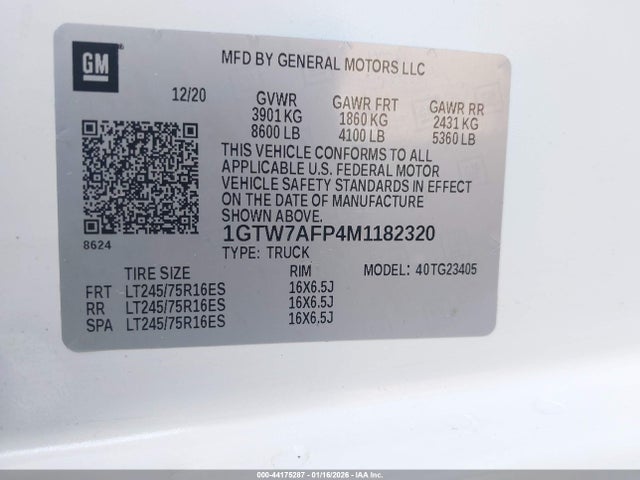 GM
MFD BY GENERAL MOTORS LLC
12/20
GVWR GAWR FRT GAWR RR
3901 KG 1860 KG 2431 KG
8600 LB 4100 LB 5360 LB
THIS VEHICLE CONFORMS TO ALL
APPLICABLE U.S. FEDERAL MOTOR
VEHICLE SAFETY STANDARDS IN EFFECT
ON THE DATE OF MANUFACTURE
SHOWN ABOVE.
8624
1GTW7AFP4M1182320
TYPE: TRUCK MODEL: 40TG23405
TIRE SIZE RIM
FRT LT245/75R16ES 16X6.5J
RR LT245/75R16ES 16X6.5J
SPA LT245/75R16ES 16X6.5J
000-44175287 - 01/16/2026 - IAA Inc.